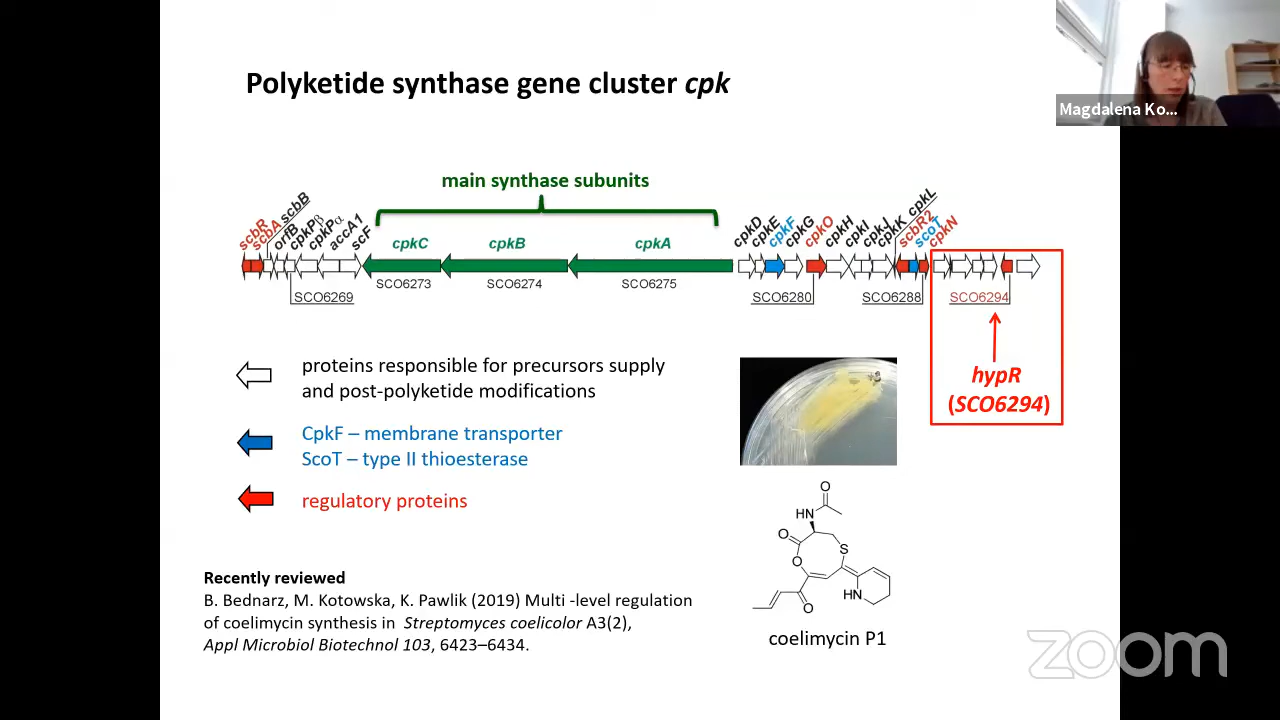 Polyketide synthase gene cluster cpk
Magdalena Ko...
main synthase subunits
scbR
scbA
scbB
orfB
cpkPβ
cpkPα
accA1
scF
cpkC
cpkB
cpkA
cpkD
cpkE
cpkF
cpkG
cpkO
cpkH
cpkI
cpkJ
cpkK
cpkL
scbR2
scoT
cpkN
SCO6269
SCO6273
SCO6274
SCO6275
SCO6280
SCO6288
SCO6294
hypR
(SCO6294)
proteins responsible for precursors supply
and post-polyketide modifications
CpkF – membrane transporter
ScoT – type II thioesterase
regulatory proteins
O
HN
O
S
O
HN
O
coelimycin P1
Recently reviewed
B. Bednarz, M. Kotowska, K. Pawlik (2019) Multi -level regulation
of coelimycin synthesis in Streptomyces coelicolor A3(2),
Appl Microbiol Biotechnol 103, 6423–6434.
zoom